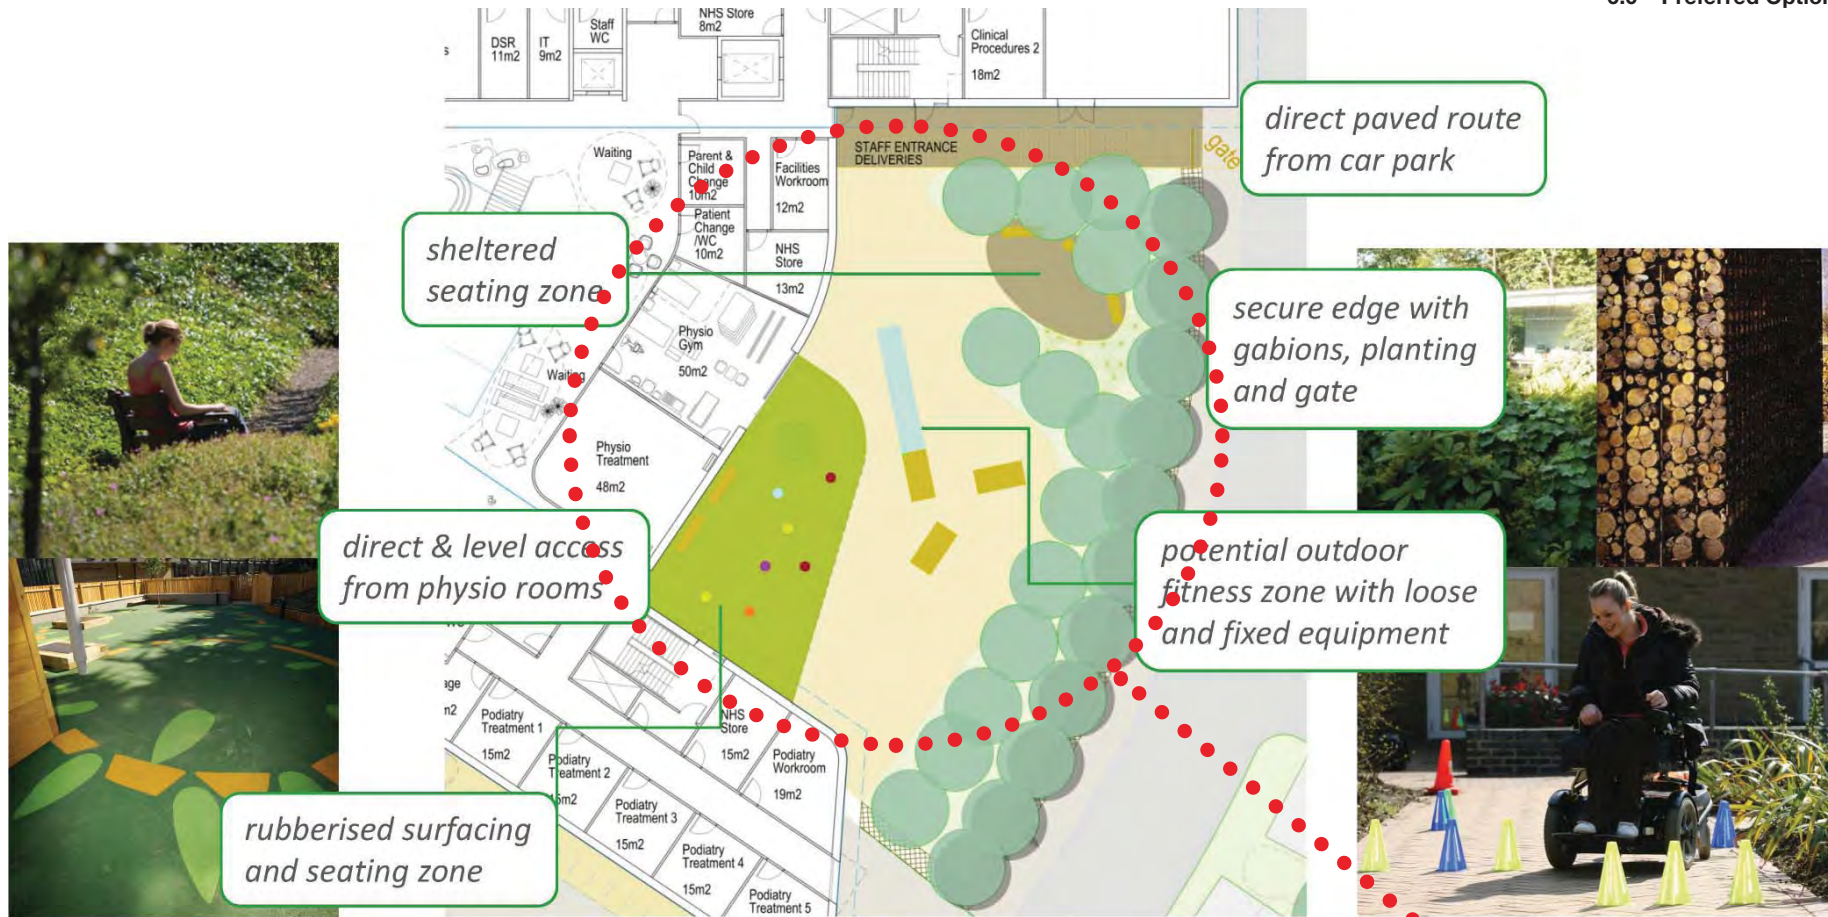 Preferred Option
NHS Store
8m2
Staff
WC
DSR
11m2
IT
9m2
Clinical
Procedures 2
18m2
direct paved route
from car park
gate
STAFF ENTRANCE
DELIVERIES
Waiting
Parent &
Child
Change
10m2
Facilities
Workroom
12m2
Patient
Change
/WC
10m2
NHS
Store
13m2
sheltered
seating zone
secure edge with
gabions, planting
and gate
Physio
Gym
50m2
Waiting
Physio
Treatment
48m2
direct & level access
from physio rooms
potential outdoor
fitness zone with loose
and fixed equipment
Podiatry
Treatment 1
15m2
NHS
Store
15m2
Podiatry
Workroom
19m2
Podiatry
Treatment 2
15m2
Podiatry
Treatment 3
15m2
Podiatry
Treatment 4
15m2
Podiatry
Treatment 5
rubberised surfacing
and seating zone